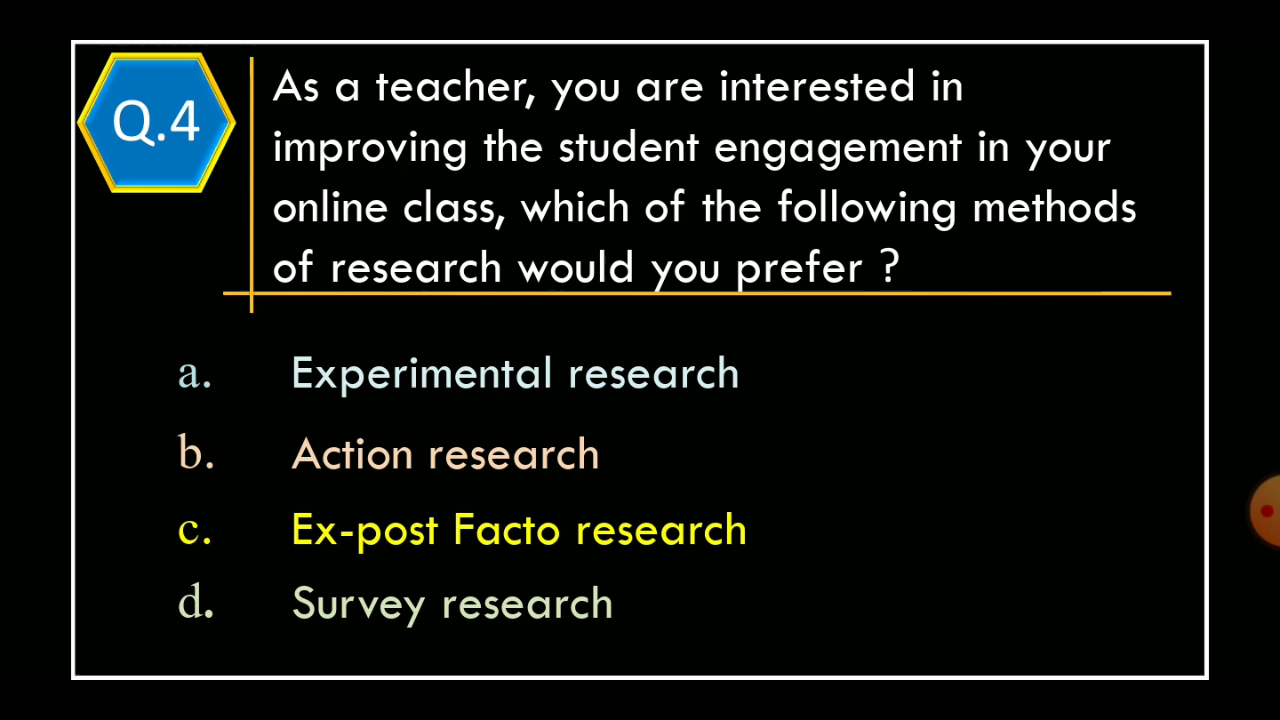 Q.4
As a teacher, you are interested in
improving the student engagement in your
online class, which of the following methods
of research would you prefer ?
a. Experimental research
b. Action research
c. Ex-post Facto research
d. Survey research